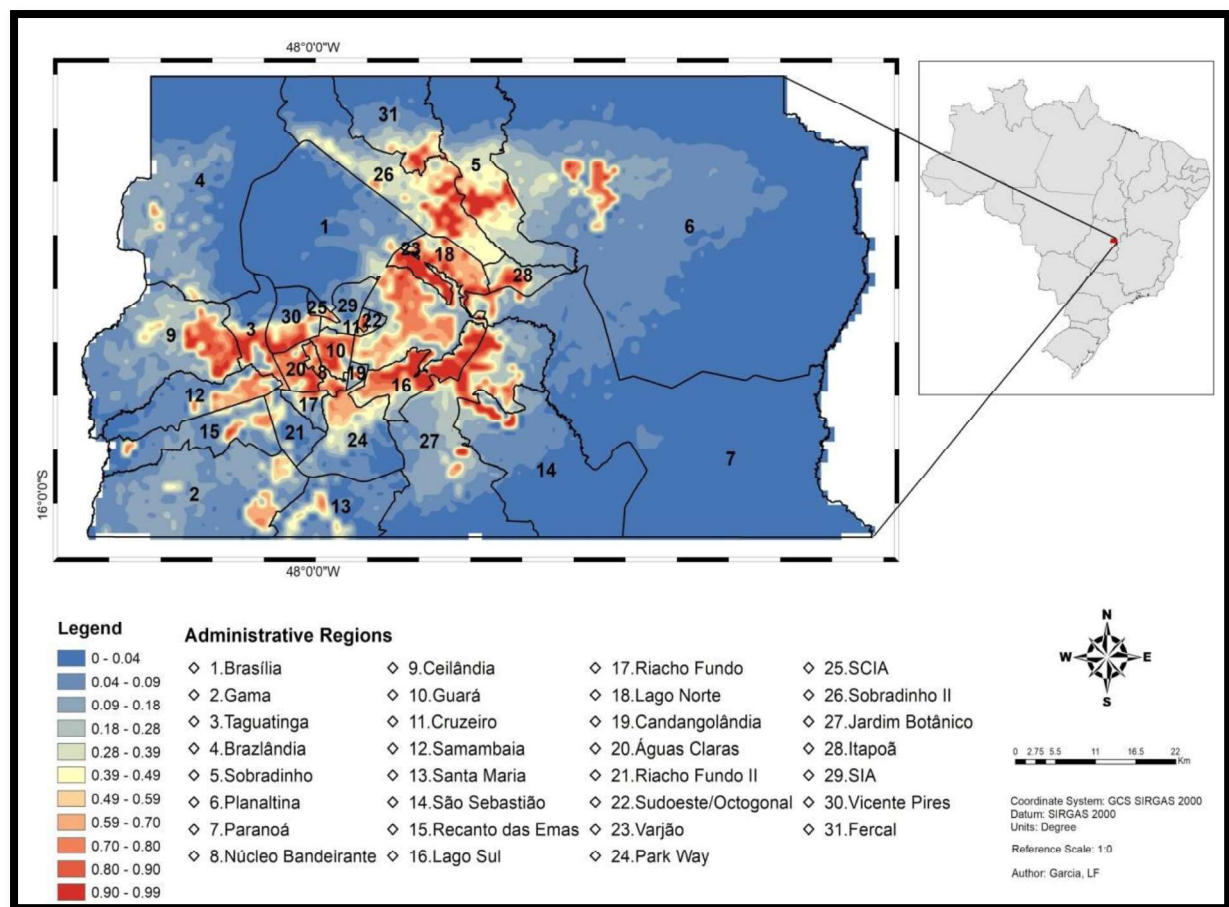 48°0'0"W
31
5
4
26
6
1
23
18
28
25
29
30
22
11
9
3
10
20
8
19
16
12
17
15
21
24
27
14
7
2
13
16°0'0"S
48°0'0"W
Legend
0 - 0.04
0.04 - 0.09
0.09 - 0.18
0.18 - 0.28
0.28 - 0.39
0.39 - 0.49
0.49 - 0.59
0.59 - 0.70
0.70 - 0.80
0.80 - 0.90
0.90 - 0.99
Administrative Regions
1.Brasília
2.Gama
3.Taguatinga
4.Brazlândia
5.Sobradinho
6.Planaltina
7.Paranoá
8.Núcleo Bandeirante
9.Ceilândia
10.Guará
11.Cruzeiro
12.Samambaia
13.Santa Maria
14.São Sebastião
15.Recanto das Emas
16.Lago Sul
17.Riacho Fundo
18.Lago Norte
19.Candangolândia
20.Águas Claras
21.Riacho Fundo II
22.Sudoeste/Octogonal
23.Varjão
24.Park Way
25.SCIA
26.Sobradinho II
27.Jardim Botânico
28.Itapoã
29.SIA
30.Vicente Pires
31.Fercal
N
W E
S
0 2.75 5.5 11 16.5 22
Km
Coordinate System: GCS SIRGAS 2000
Datum: SIRGAS 2000
Units: Degree
Reference Scale: 1:0
Author: Garcia, LF